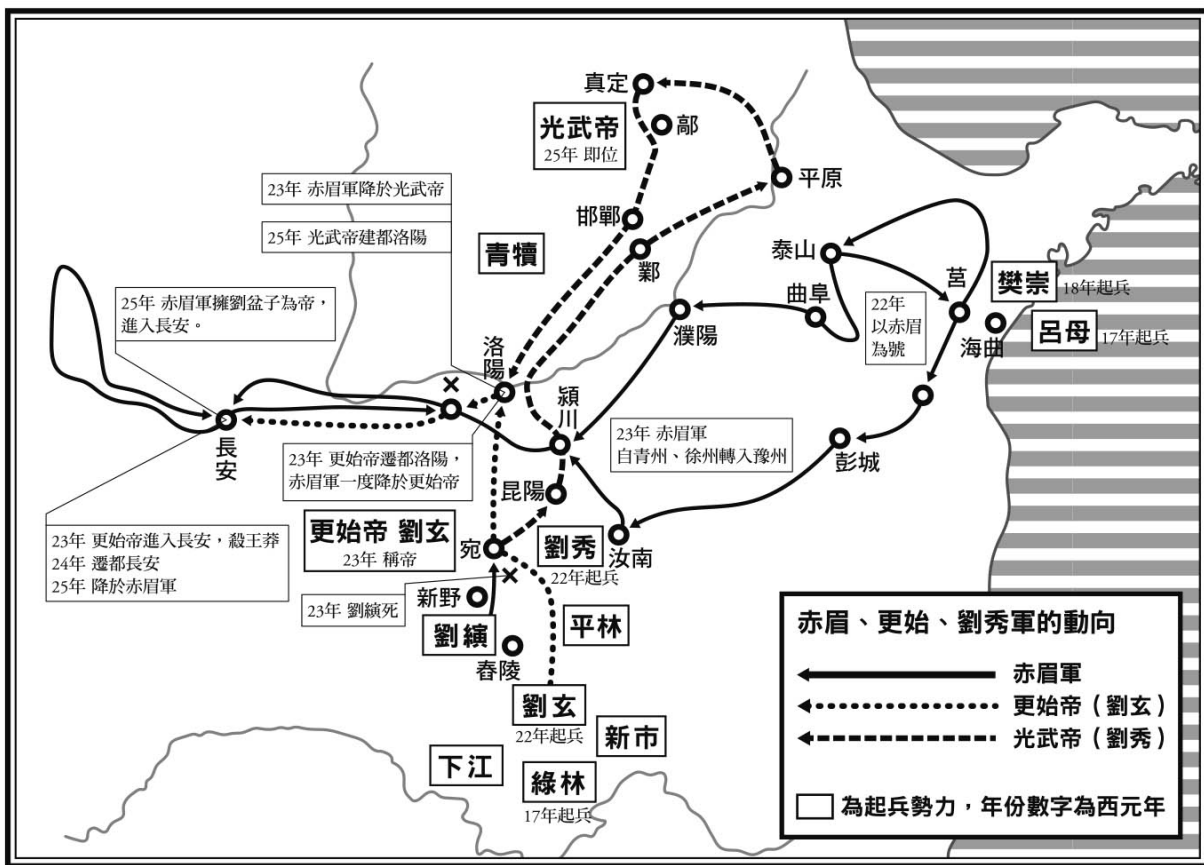 真定
鄗
光武帝
25年 即位
平原
23年 赤眉軍降於光武帝
25年 光武帝建都洛陽
邯鄲
鄴
青犢
泰山
莒
樊崇
18年起兵
曲阜
22年
以赤眉
為號
海曲
呂母
17年起兵
25年 赤眉軍擁劉盆子為帝，
進入長安。
濮陽
洛陽
潁川
長安
23年 更始帝遷都洛陽，
赤眉軍一度降於更始帝
23年 赤眉軍
自青州、徐州轉入豫州
彭城
昆陽
更始帝 劉玄
23年 稱帝
宛
劉秀
22年起兵
汝南
23年 更始帝進入長安，殺王莽
24年 遷都長安
25年 降於赤眉軍
23年 劉縯死
新野
劉縯
平林
舂陵
劉玄
22年起兵
新市
下江
綠林
17年起兵
赤眉、更始、劉秀軍的動向
赤眉軍
更始帝（劉玄）
光武帝（劉秀）
為起兵勢力，年份數字為西元年